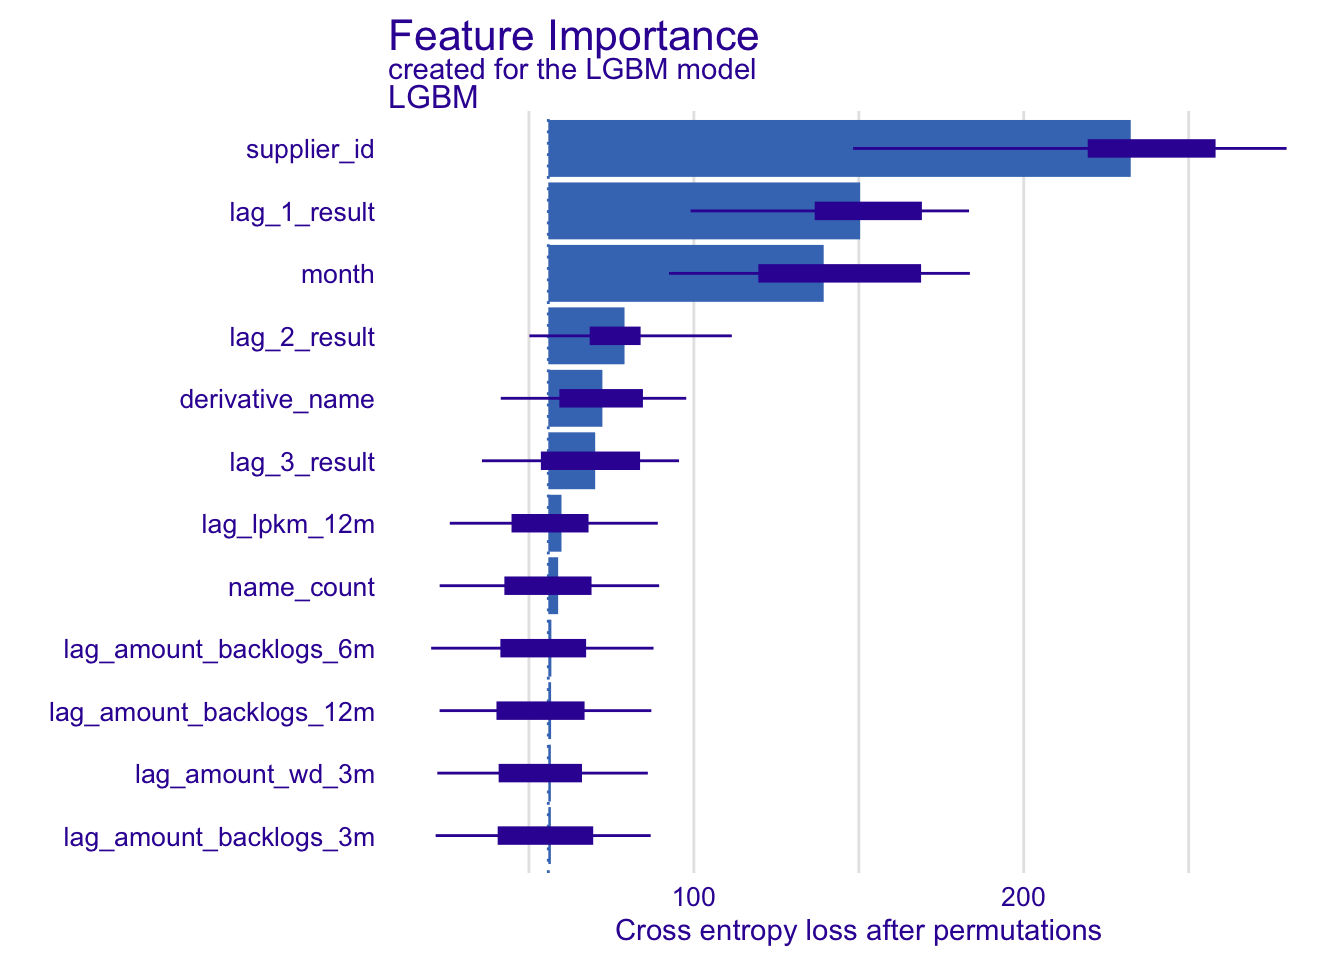 Feature Importance
created for the LGBM model
LGBM
supplier_id
lag_1_result
month
lag_2_result
derivative_name
lag_3_result
lag_lpkm_12m
name_count
lag_amount_backlogs_6m
lag_amount_backlogs_12m
lag_amount_wd_3m
lag_amount_backlogs_3m
100 200
Cross entropy loss after permutations